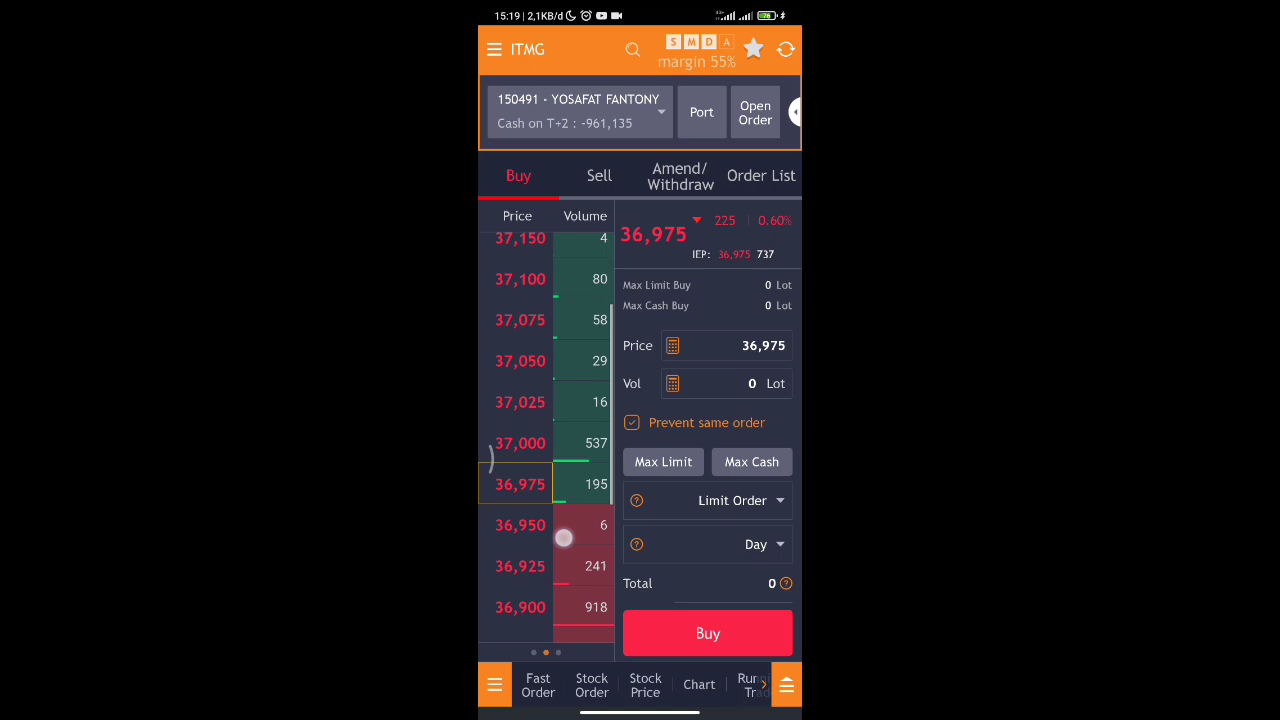 15:19 | 2,1KB/d
76
ITMG
S M D A
margin 55%
150491 - YOSAFAT FANTONY
Cash on T+2 : -961,135
Port
Open
Order
Buy
Sell
Amend/
Withdraw
Order List
Price
Volume
37,150 4
37,100 80
37,075 58
37,050 29
37,025 16
37,000 537
36,975 195
36,950 6
36,925 241
36,900 918
36,975
225
0.60%
IEP: 36,975 737
Max Limit Buy 0 Lot
Max Cash Buy 0 Lot
Price 36,975
Vol 0 Lot
Prevent same order
Max Limit
Max Cash
Limit Order
Day
Total 0
Buy
Fast
Order
Stock
Order
Stock
Price
Chart